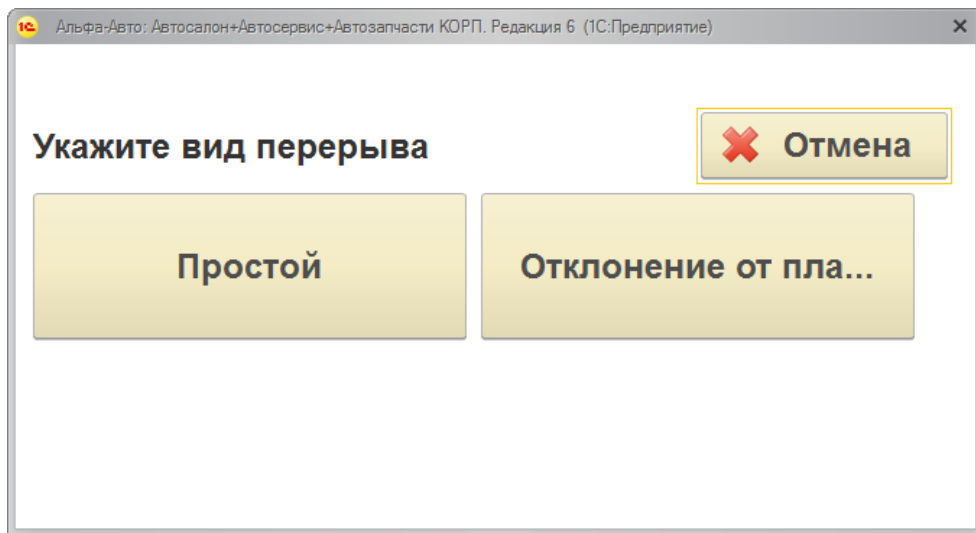 1С Альфа-Авто: Автосалон+Автосервис+Автозапчасти КОРП. Редакция 6 (1С:Предприятие)
Укажите вид перерыва
Отмена
Простой
Отклонение от пла...